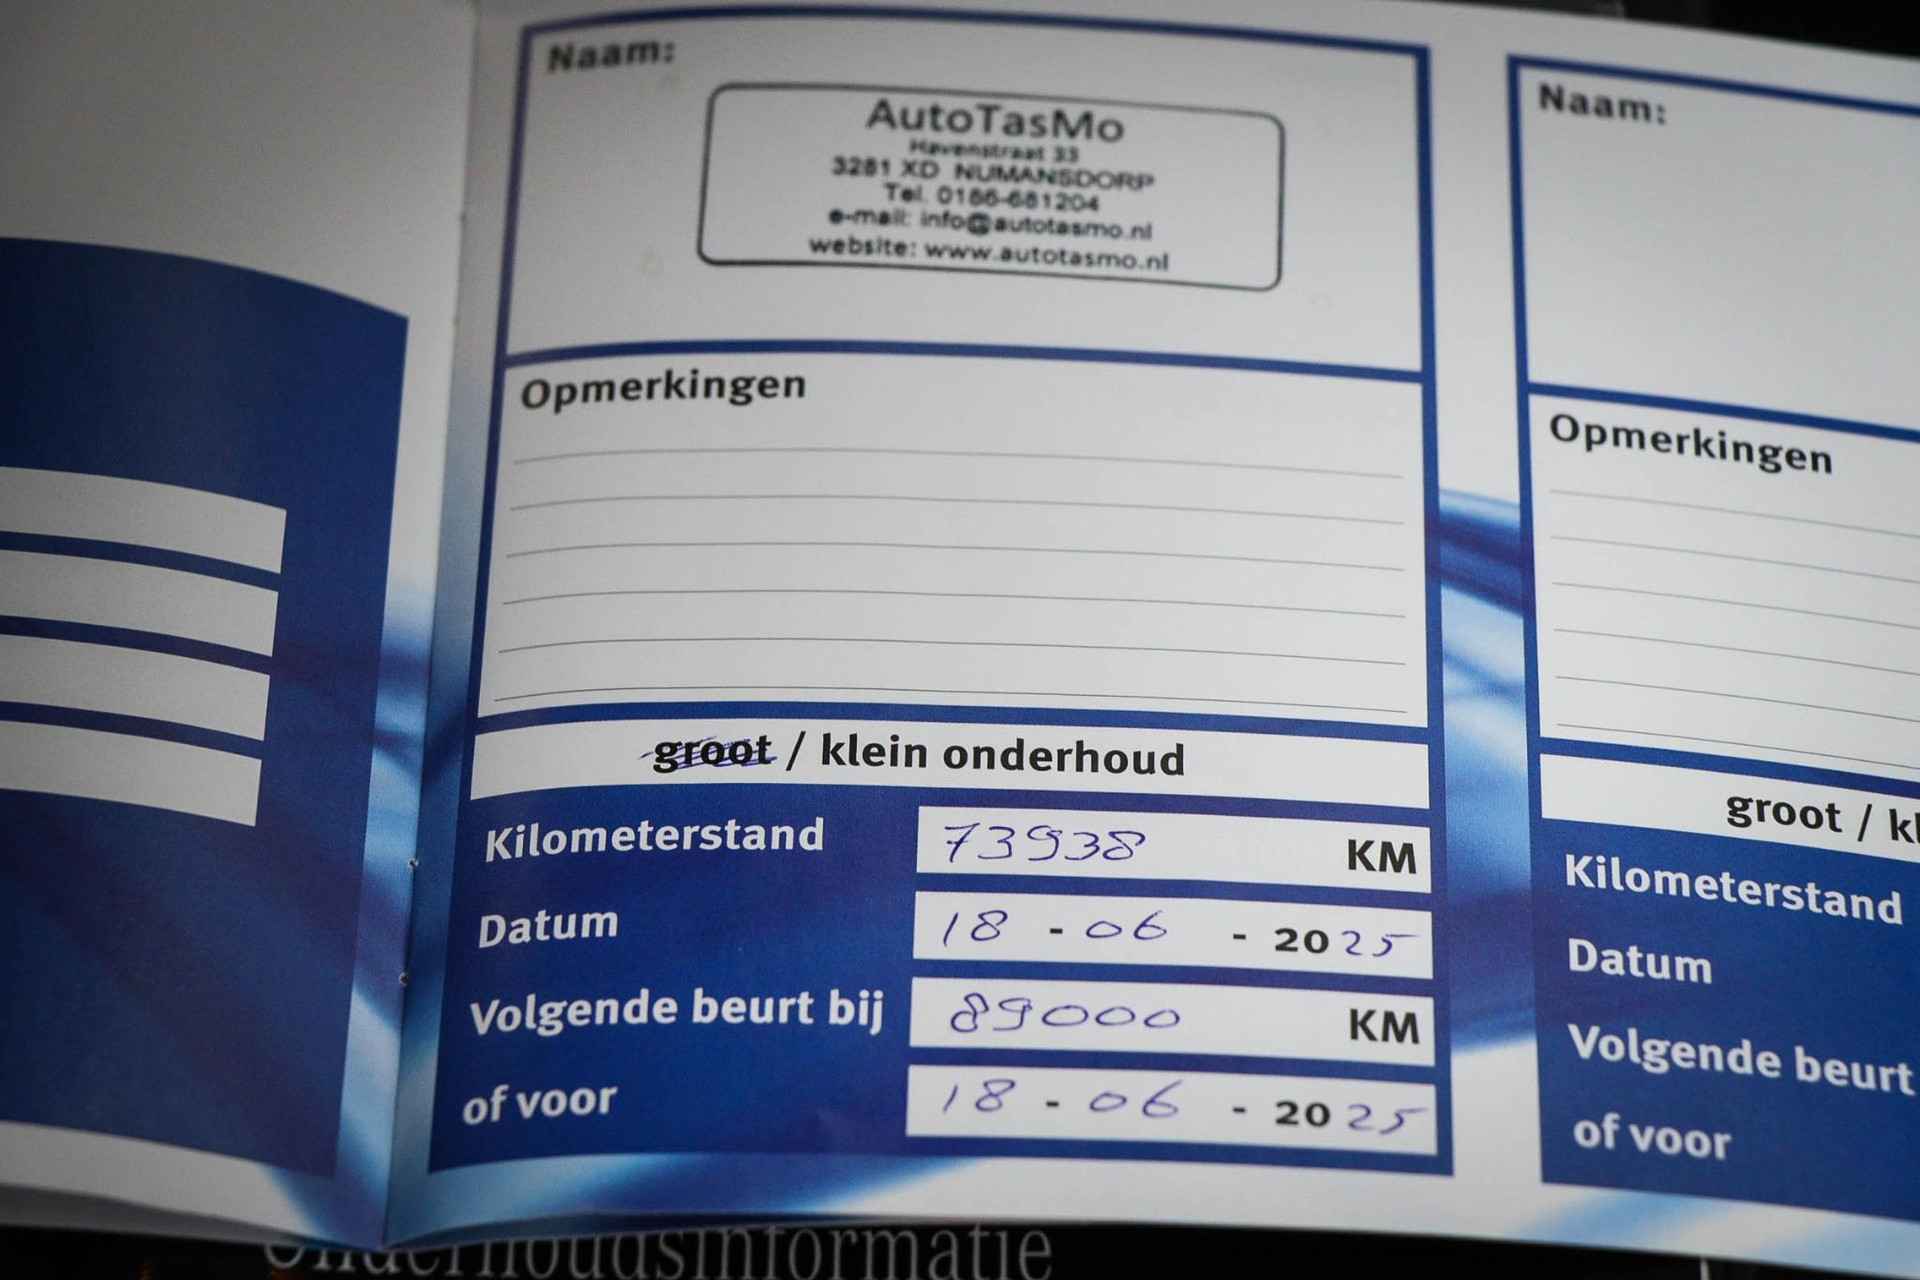 Naam:
AutoTasMo
Havenstraat 33
3281 XD NUMANSDORP
Tel. 0186-681204
e-mail: info@autotasmo.nl
website: www.autotasmo.nl
Opmerkingen
groot / klein onderhoud
Kilometerstand 73938 KM
Datum 18 - 06 - 2025
Volgende beurt bij 89000 KM
of voor 18 - 06 - 2025
Naam:
Opmerkingen
groot / kl
Kilometerstand
Datum
Volgende beurt
of voor
Onderhoudsinformatie